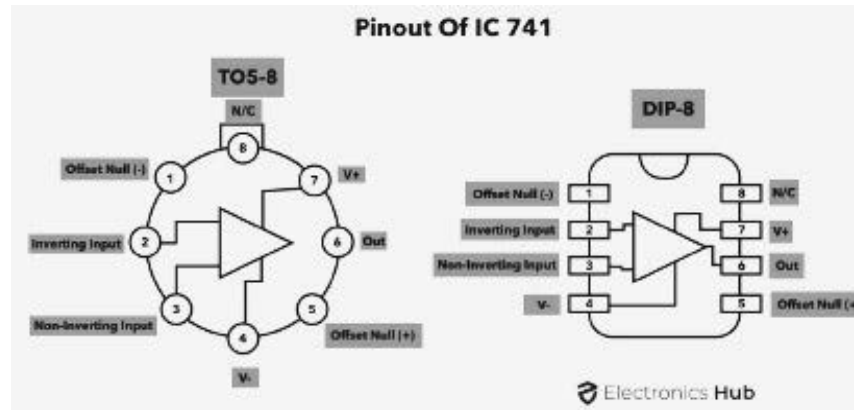 Pinout Of IC 741
TO5-8
N/C
8
Offset Null (-)
1
7
V+
Inverting Input
2
6
Out
Non-Inverting Input
3
5
Offset Null (+)
4
V-
DIP-8
Offset Null (-)
1
8
N/C
Inverting Input
2
7
V+
Non-Inverting Input
3
6
Out
V-
4
5
Offset Null (+
Electronics Hub